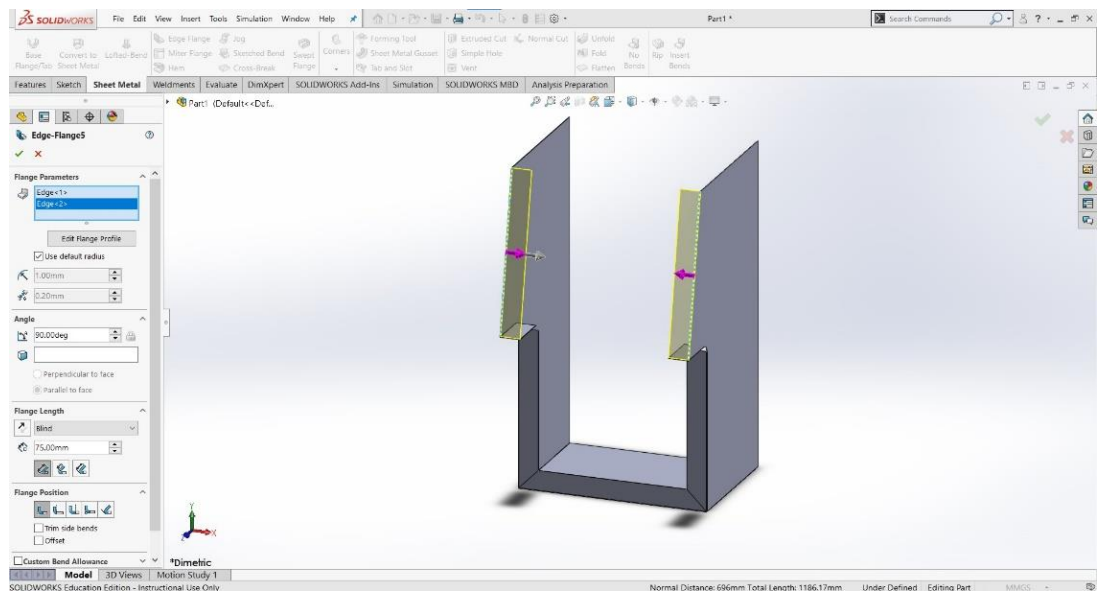 SOLIDWORKS File Edit View Insert Tools Simulation Window Help Part1 * Search Commands
Base Flange/Tab Convert to Sheet Metal Lofted-Bend Edge Flange Miter Flange Hem Jog Sketched Bend Cross-Break Swept Flange Corners Forming Tool Sheet Metal Gusset Tab and Slot Extruded Cut Simple Hole Vent Normal Cut Unfold Fold Flatten No Bends Rip Insert Bends
Features Sketch Sheet Metal Weldments Evaluate DimXpert SOLIDWORKS Add-Ins Simulation SOLIDWORKS MBD Analysis Preparation
Part1 (Default<<Def...
Edge-Flange5
Flange Parameters
Edge<1>
Edge<2>
Edit Flange Profile
Use default radius
1.00mm
0.20mm
Angle
90.00deg
Perpendicular to face
Parallel to face
Flange Length
Blind
75.00mm
Flange Position
Trim side bends
Offset
Custom Bend Allowance
Y
X
Z
*Dimetric
Model 3D Views Motion Study 1
SOLIDWORKS Education Edition - Instructional Use Only Normal Distance: 696mm Total Length: 1186.17mm Under Defined Editing Part MMGS